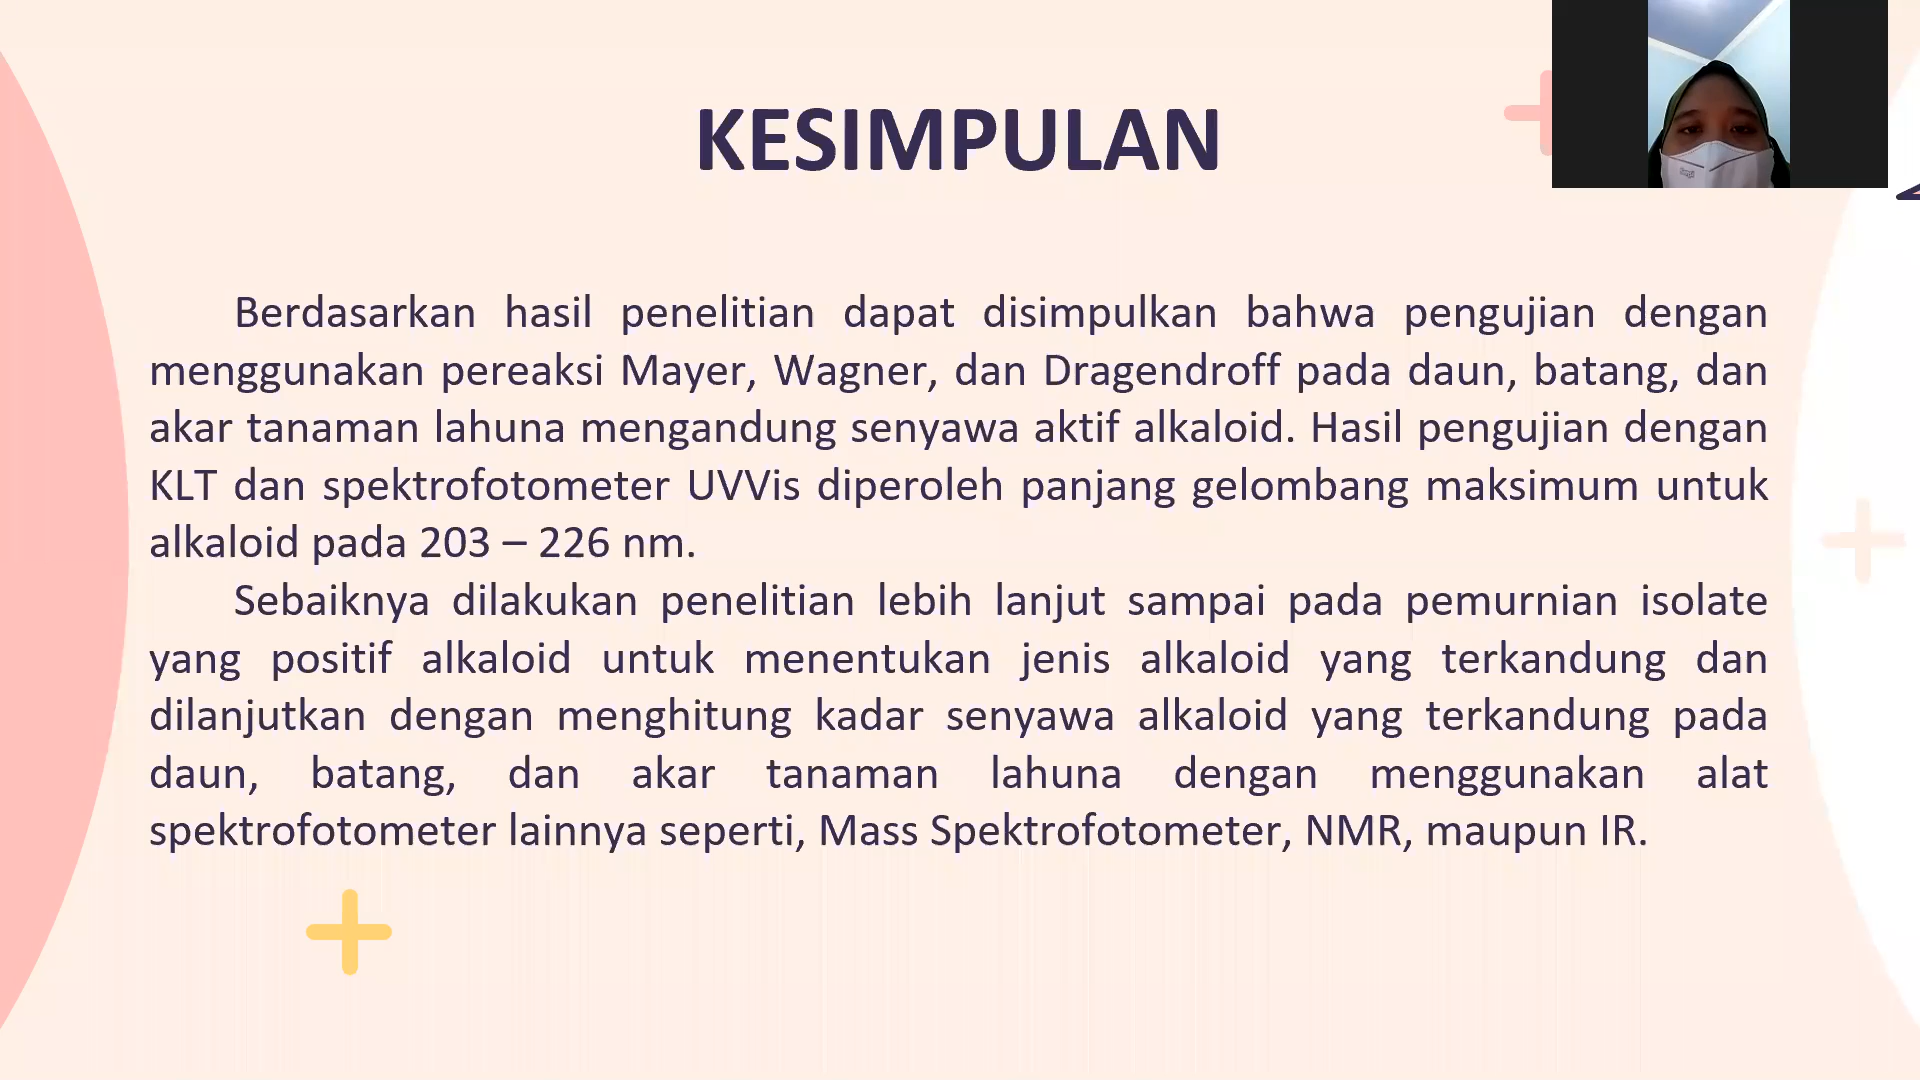 KESIMPULAN
Berdasarkan hasil penelitian dapat disimpulkan bahwa pengujian dengan
menggunakan pereaksi Mayer, Wagner, dan Dragendroff pada daun, batang, dan
akar tanaman lahuna mengandung senyawa aktif alkaloid. Hasil pengujian dengan
KLT dan spektrofotometer UVVis diperoleh panjang gelombang maksimum untuk
alkaloid pada 203 – 226 nm.
Sebaiknya dilakukan penelitian lebih lanjut sampai pada pemurnian isolate
yang positif alkaloid untuk menentukan jenis alkaloid yang terkandung dan
dilanjutkan dengan menghitung kadar senyawa alkaloid yang terkandung pada
daun, batang, dan akar tanaman lahuna dengan menggunakan alat
spektrofotometer lainnya seperti, Mass Spektrofotometer, NMR, maupun IR.